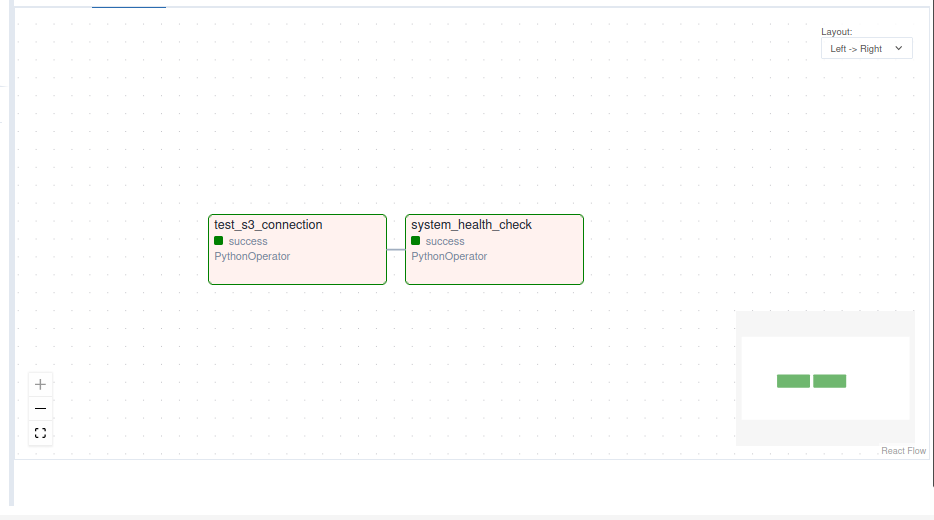 Layout:
Left -> Right
test_s3_connection
success
PythonOperator
system_health_check
success
PythonOperator
React Flow